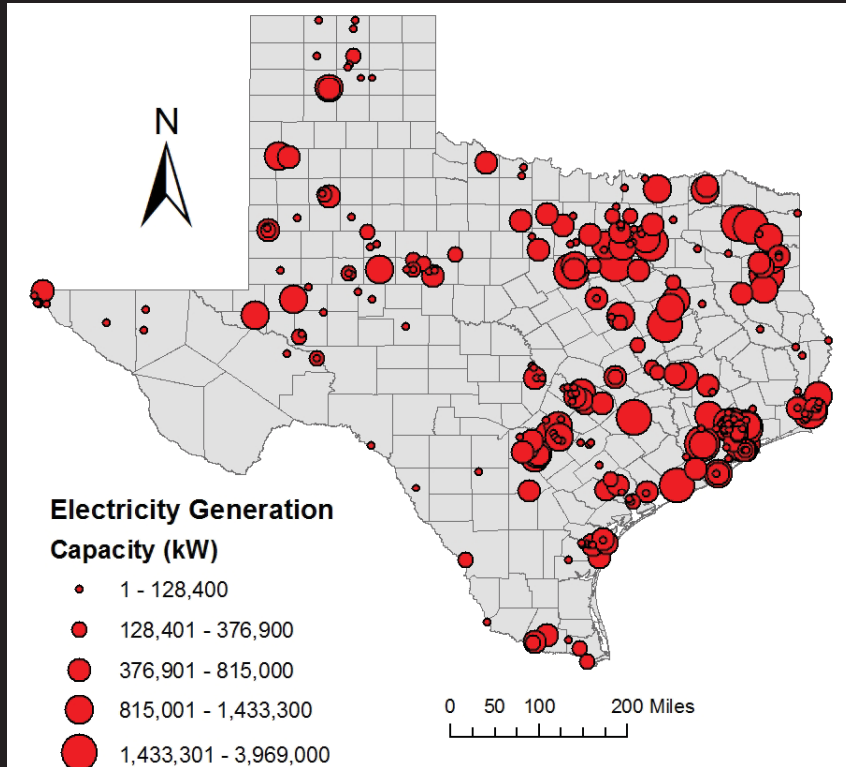 N
Electricity Generation
Capacity (kW)
1 - 128,400
128,401 - 376,900
376,901 - 815,000
815,001 - 1,433,300
1,433,301 - 3,969,000
0 50 100 200 Miles